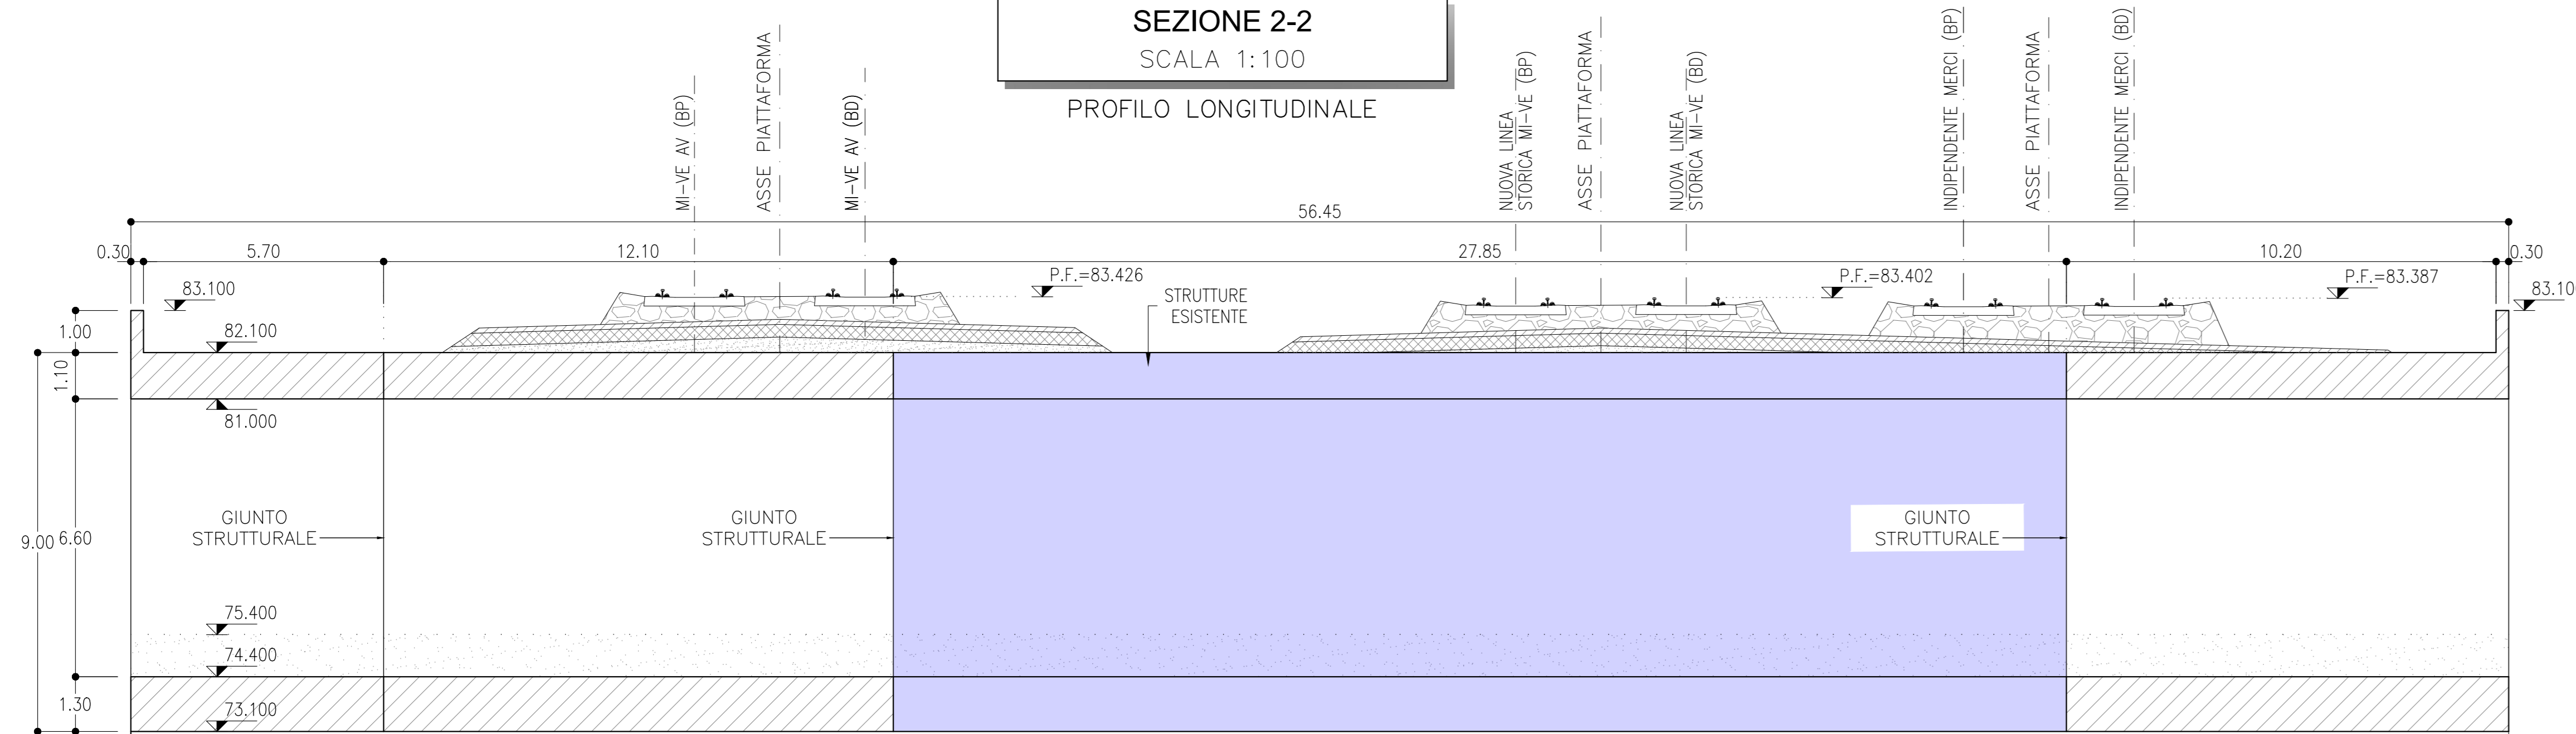 SEZIONE 2-2
SCALA 1:100
PROFILO LONGITUDINALE
MI-VE AV (BP)
ASSE PIATTAFORMA
MI-VE AV (BD)
NUOVA LINEA
STORICA MI-VE (BP)
ASSE PIATTAFORMA
NUOVA LINEA
STORICA MI-VE (BD)
INDIPENDENTE MERCI (BP)
ASSE PIATTAFORMA
INDIPENDENTE MERCI (BD)
56.45
0.30
5.70
12.10
27.85
10.20
0.30
P.F.=83.426
P.F.=83.402
P.F.=83.387
83.100
83.10
STRUTTURE
ESISTENTE
1.00
82.100
1.10
81.000
GIUNTO
STRUTTURALE
GIUNTO
STRUTTURALE
GIUNTO
STRUTTURALE
9.00
6.60
75.400
74.400
1.30
73.100